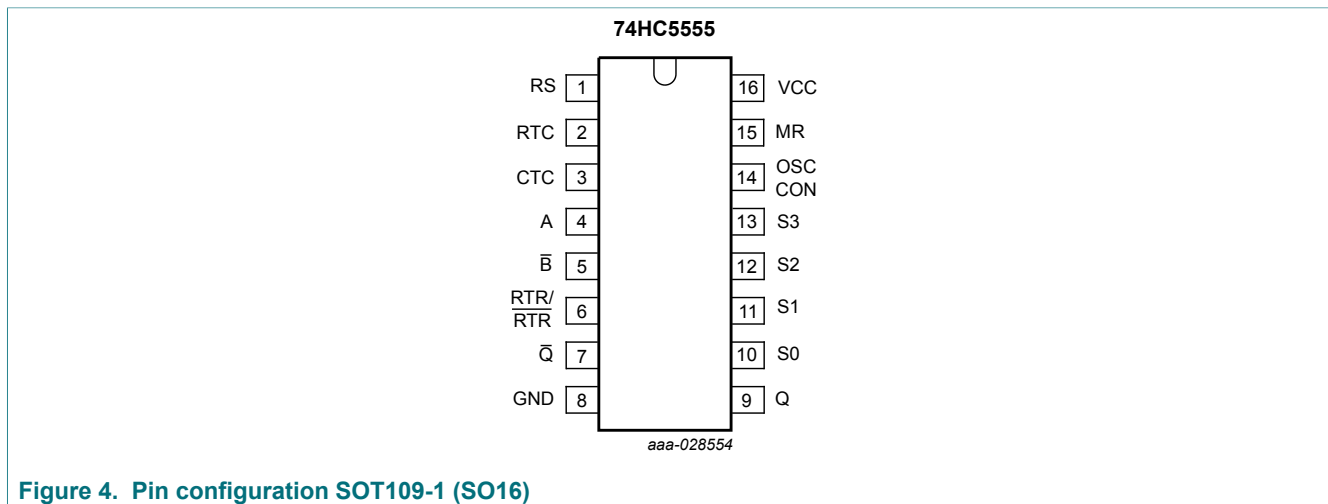 74HC5555
RS 1
16 VCC
RTC 2
15 MR
CTC 3
14 OSC
CON
A 4
13 S3
B̅ 5
12 S2
RTR/
R̅T̅R̅ 6
11 S1
Q̅ 7
10 S0
GND 8
9 Q
aaa-028554
Figure 4. Pin configuration SOT109-1 (SO16)